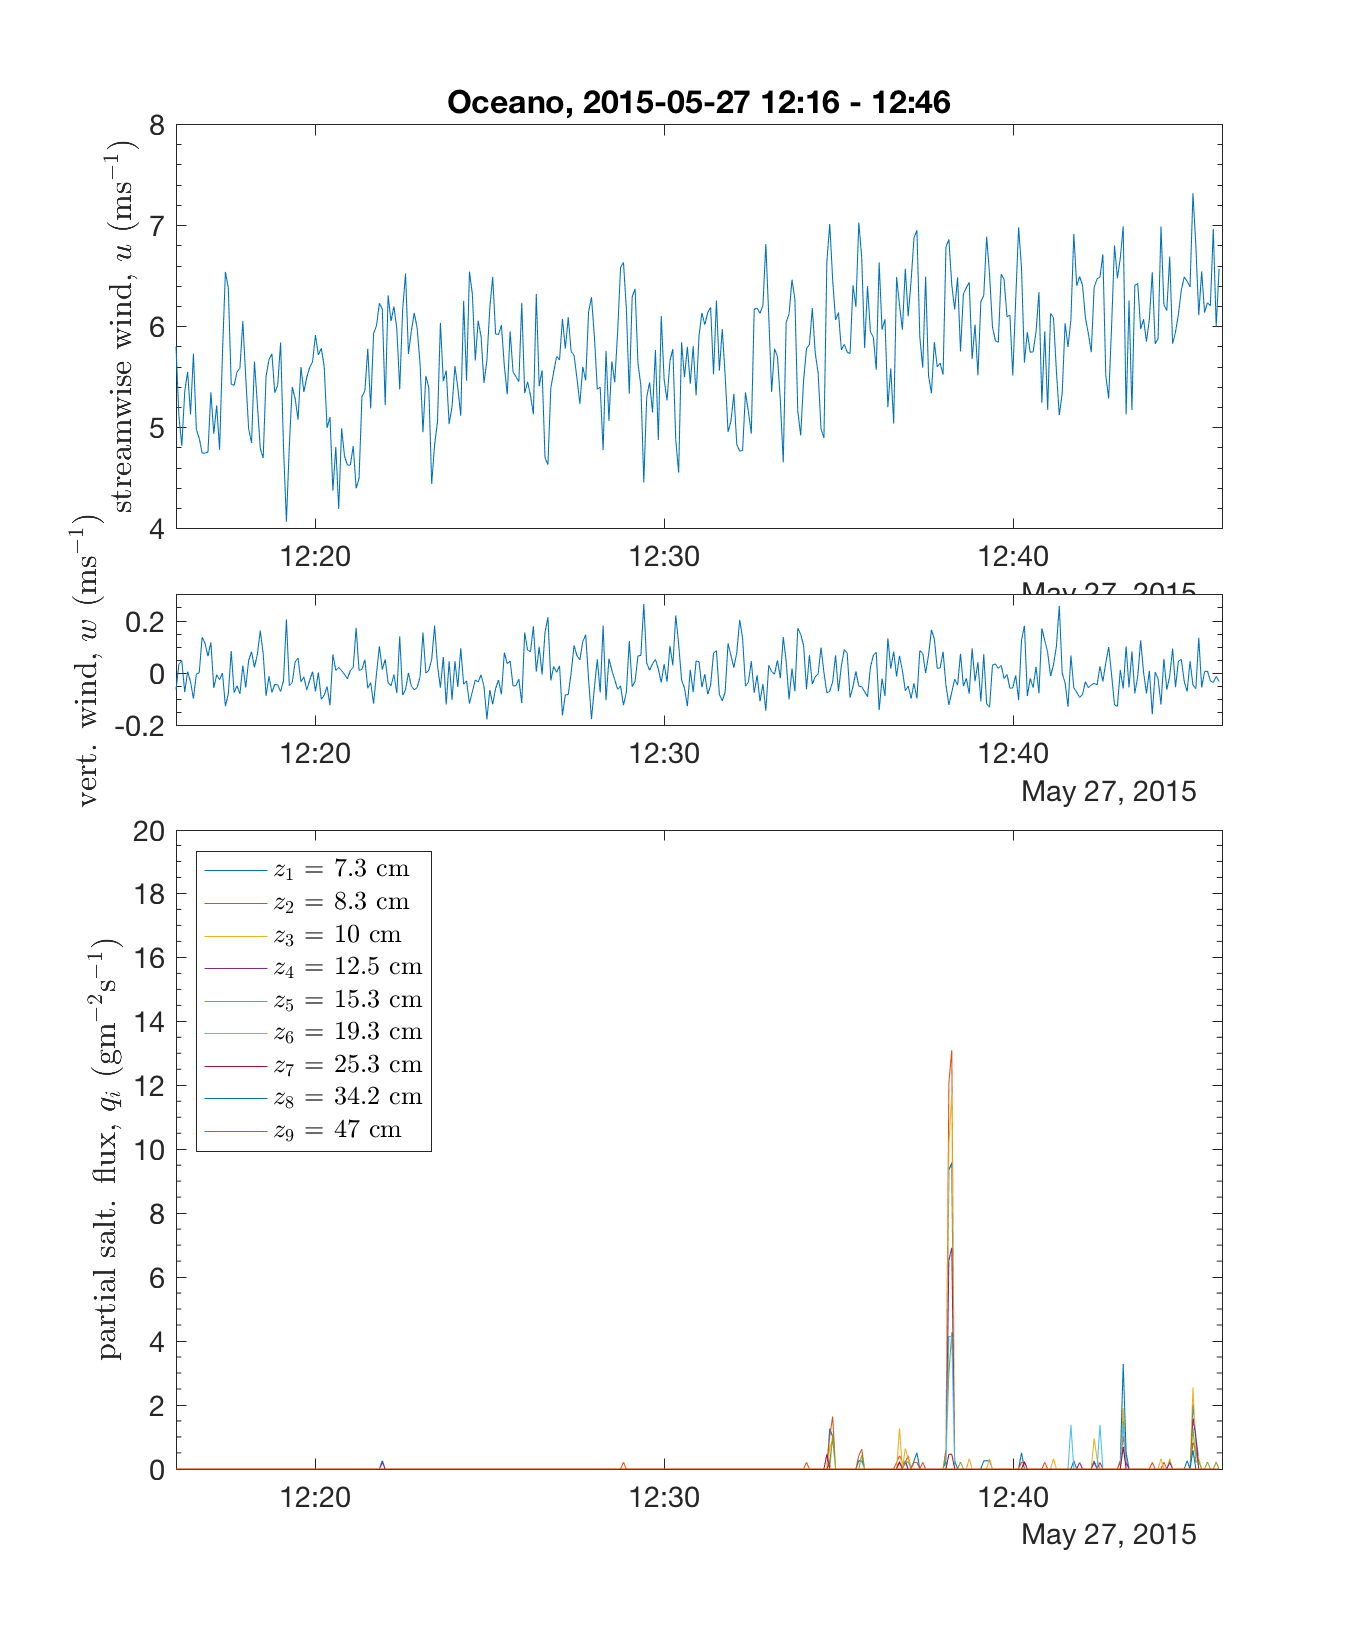 Oceano, 2015-05-27 12:16 - 12:46
streamwise wind, u (ms⁻¹)
8
7
6
5
4
12:20 12:30 12:40
May 27, 2015
vert. wind, w (ms⁻¹)
0.2
0
-0.2
12:20 12:30 12:40
May 27, 2015
partial salt. flux, qᵢ (gm⁻²s⁻¹)
20
18
16
14
12
10
8
6
4
2
0
z₁ = 7.3 cm
z₂ = 8.3 cm
z₃ = 10 cm
z₄ = 12.5 cm
z₅ = 15.3 cm
z₆ = 19.3 cm
z₇ = 25.3 cm
z₈ = 34.2 cm
z₉ = 47 cm
12:20 12:30 12:40
May 27, 2015